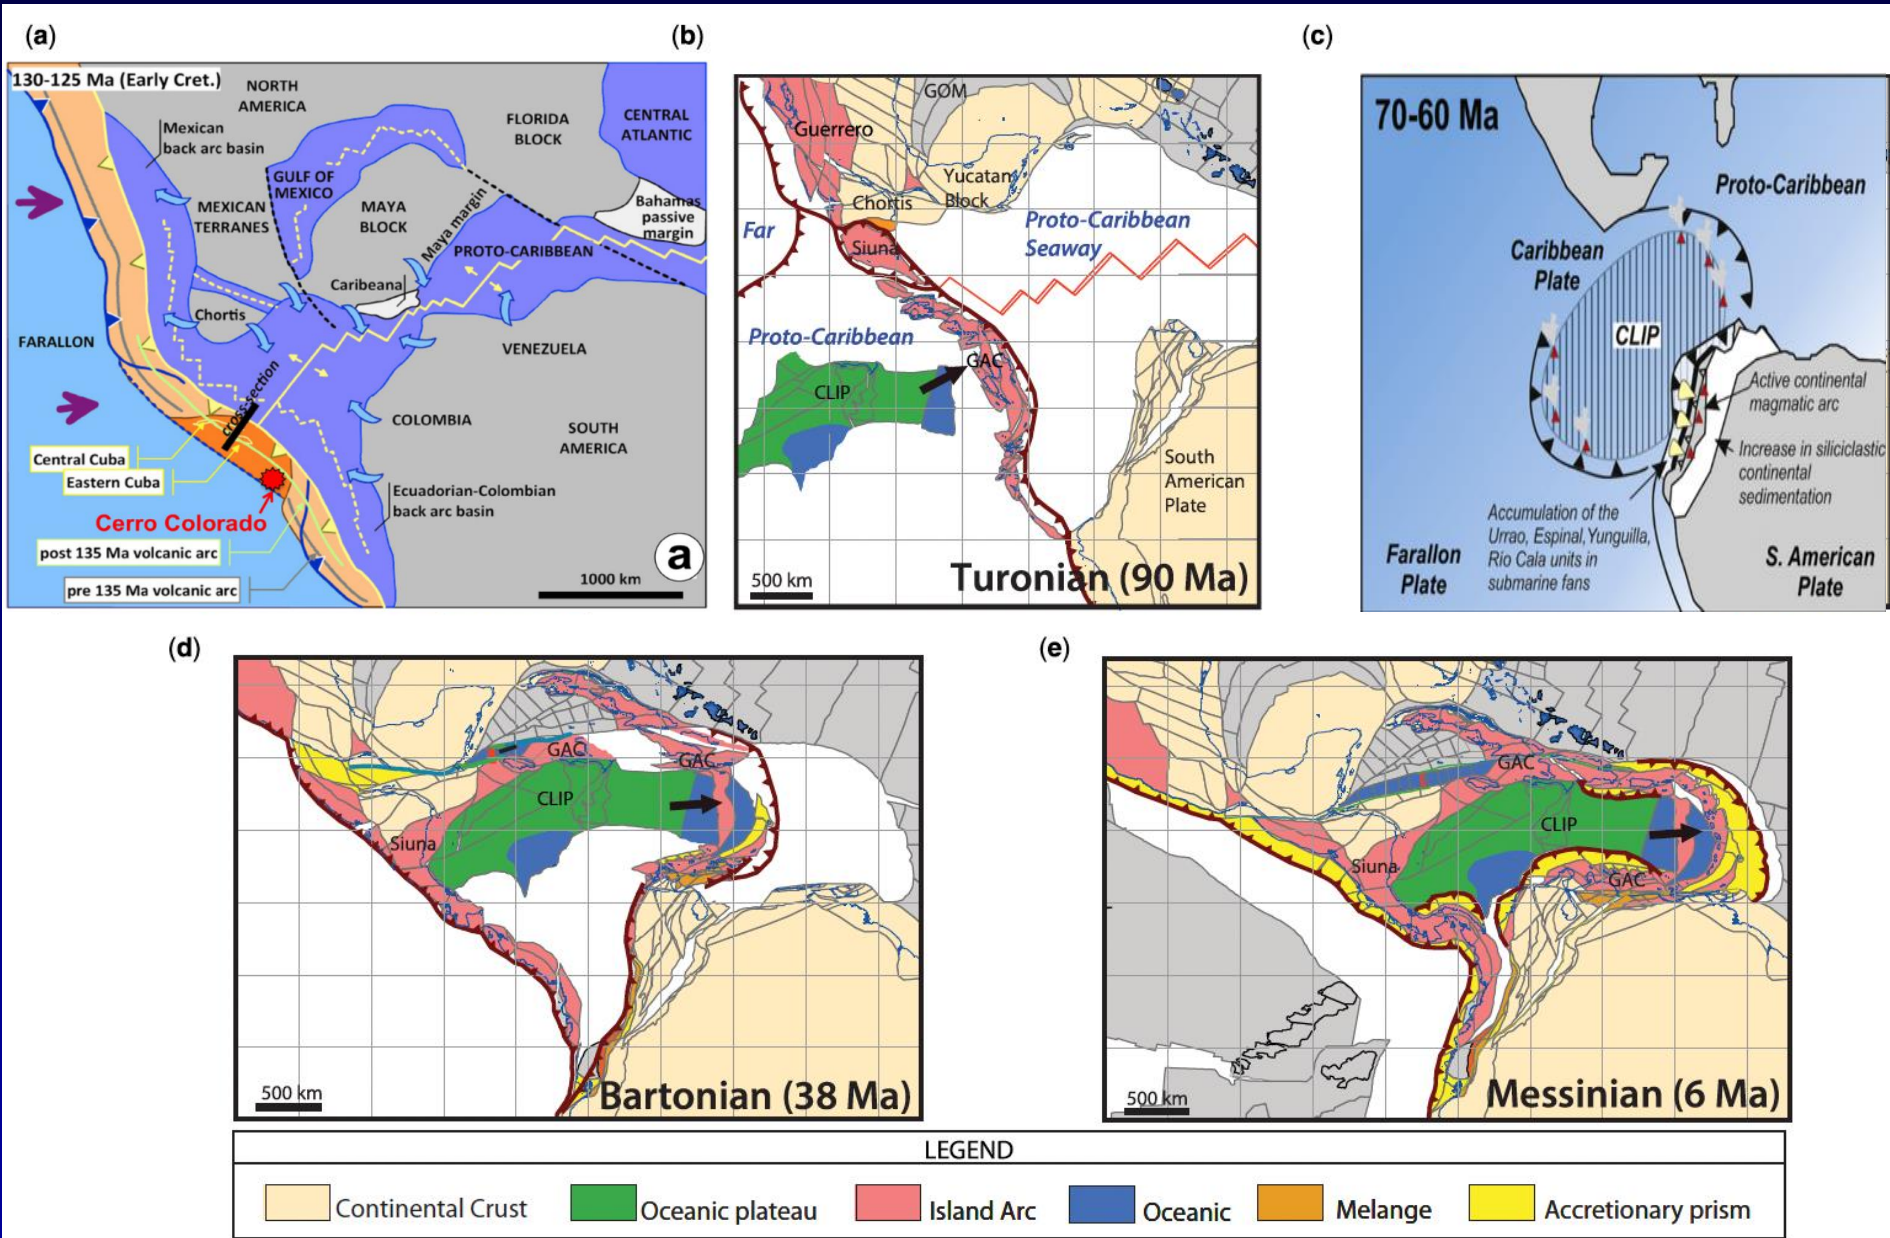 (a)
130-125 Ma (Early Cret.)
NORTH
AMERICA
Mexican
back arc basin
FLORIDA
BLOCK
CENTRAL
ATLANTIC
GULF OF
MEXICO
MEXICAN
TERRANES
MAYA
BLOCK
Maya margin
Bahamas
passive
margin
PROTO-CARIBBEAN
Caribeana
Chortis
FARALLON
VENEZUELA
cross-section
COLOMBIA
SOUTH
AMERICA
Central Cuba
Eastern Cuba
Ecuadorian-Colombian
back arc basin
Cerro Colorado
post 135 Ma volcanic arc
pre 135 Ma volcanic arc
1000 km
a
(b)
GOM
Guerrero
Yucatan
Block
Chortis
Far
Siuna
Proto-Caribbean
Seaway
Proto-Caribbean
GAC
CLIP
South
American
Plate
500 km
Turonian (90 Ma)
(c)
70-60 Ma
Proto-Caribbean
Caribbean
Plate
CLIP
Active continental
magmatic arc
Increase in siliciclastic
continental
sedimentation
Accumulation of the
Urrao, Espinal, Yunguilla,
Río Cala units in
submarine fans
Farallon
Plate
S. American
Plate
(d)
GAC
GAC
CLIP
Siuna
500 km
Bartonian (38 Ma)
(e)
GAC
CLIP
Siuna
GAC
500 km
Messinian (6 Ma)
LEGEND
Continental Crust
Oceanic plateau
Island Arc
Oceanic
Melange
Accretionary prism